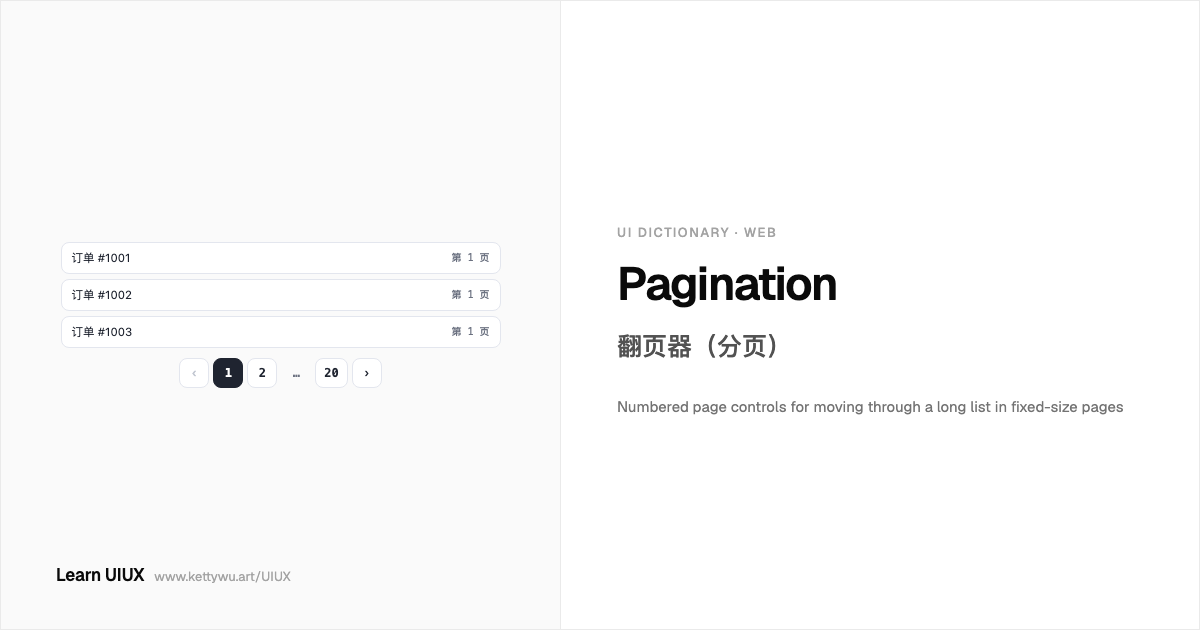 订单 #1001 第 1 页
订单 #1002 第 1 页
订单 #1003 第 1 页
‹ 1 2 … 20 ›
Learn UIUX www.kettywu.art/UIUX
UI DICTIONARY · WEB
Pagination
翻页器（分页）
Numbered page controls for moving through a long list in fixed-size pages